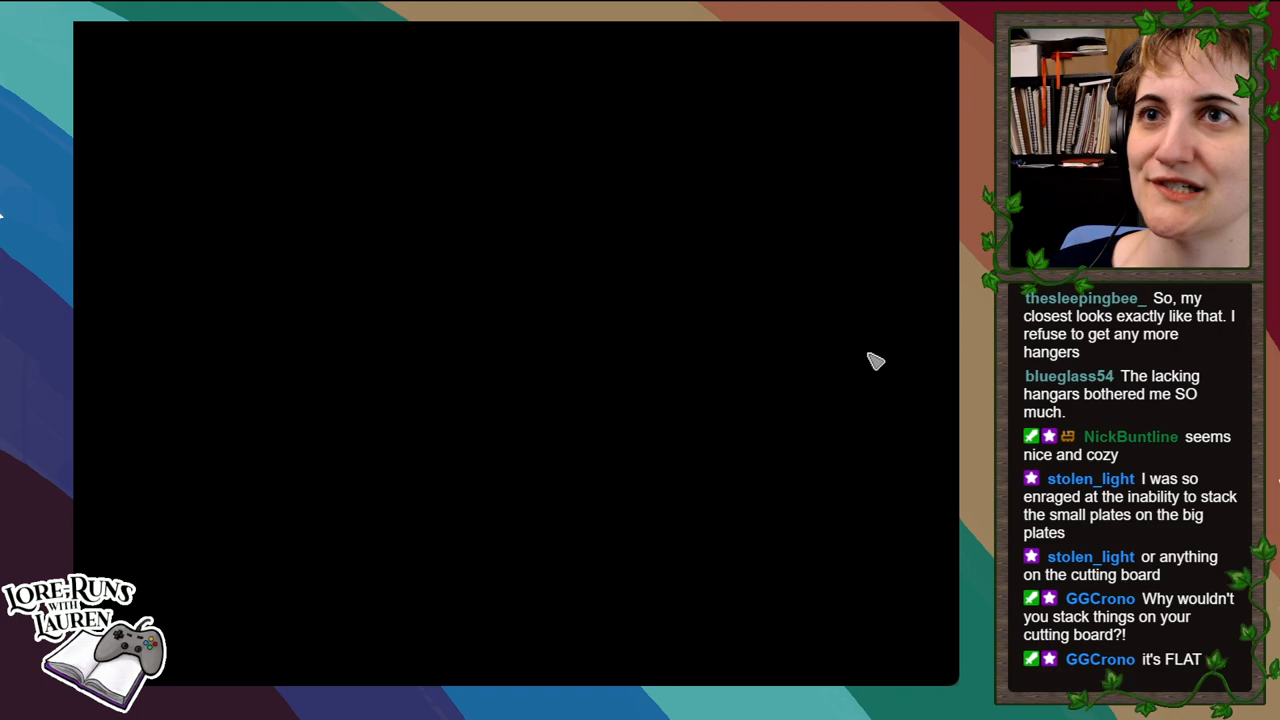 thesleepingbee_ So, my
closest looks exactly like that. I
refuse to get any more
hangers
blueglass54 The lacking
hangars bothered me SO
much.
NickBuntline seems
nice and cozy
stolen_light I was so
enraged at the inability to stack
the small plates on the big
plates
stolen_light or anything
on the cutting board
GGCrono Why wouldn't
you stack things on your
cutting board?!
GGCrono it's FLAT
LORE-RUNS
WITH
LAUREN